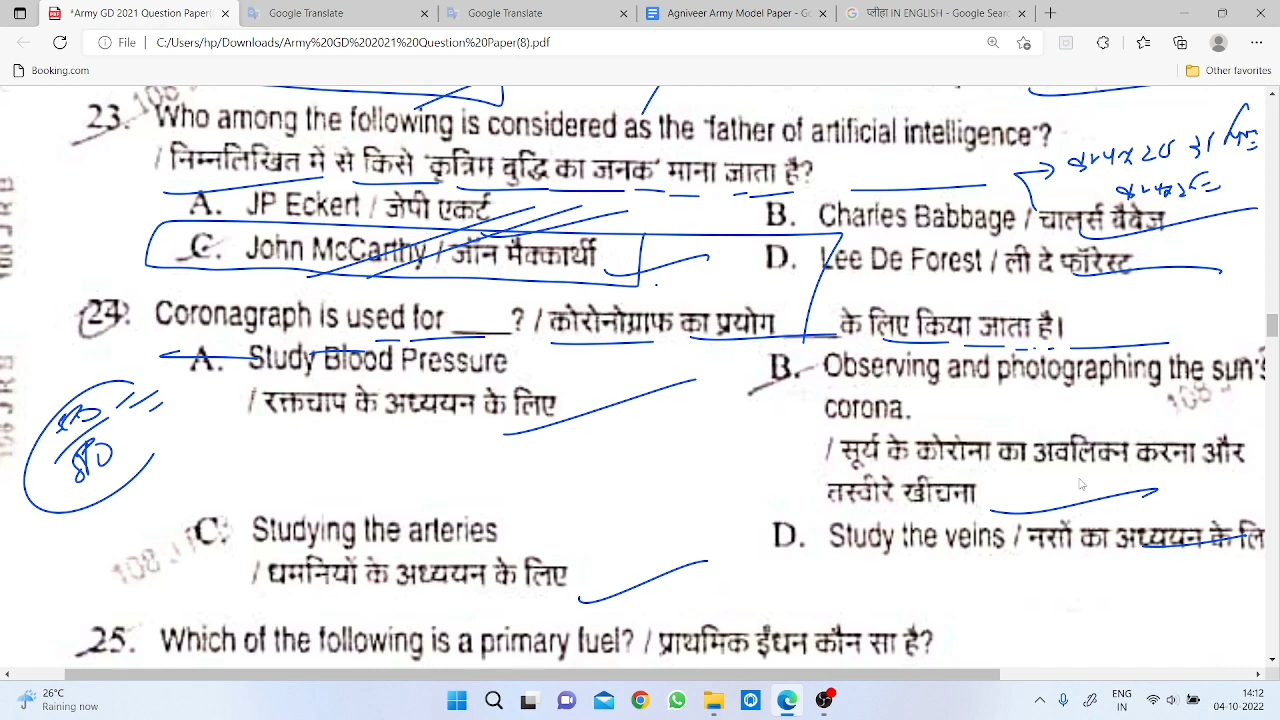 *Army GD 2021 Question Paper(
Google Translate
Google Translate
Agniveer Army Model Paper - Go
प्लीहा IN ENGLISH - Google Searc
File
C:/Users/hp/Downloads/Army%20GD%202021%20Question%20Paper(8).pdf
Booking.com
Other favorites
23. Who among the following is considered as the 'father of artificial intelligence'?
/ निम्नलिखित में से किसे 'कृत्रिम बुद्धि का जनक' माना जाता है?
A. JP Eckert / जेपी एकर्ट
B. Charles Babbage / चार्ल्स बैबेज
C. John McCarthy / जॉन मैक्कार्थी
D. Lee De Forest / ली दे फॉरेस्ट
24. Coronagraph is used for ____ ? / कोरोनोग्राफ का प्रयोग ____ के लिए किया जाता है।
A. Study Blood Pressure
/ रक्तचाप के अध्ययन के लिए
B. Observing and photographing the sun's
corona.
/ सूर्य के कोरोना का करना और
तस्वीरे खीचना
C. Studying the arteries
/ धमनियों के अध्ययन के लिए
D. Study the veins / नसों का अध्ययन के लि
25. Which of the following is a primary fuel? / प्राथमिक ईंधन कौन सा है?
26°C
Raining now
ENG
IN
14:12
04-10-2022